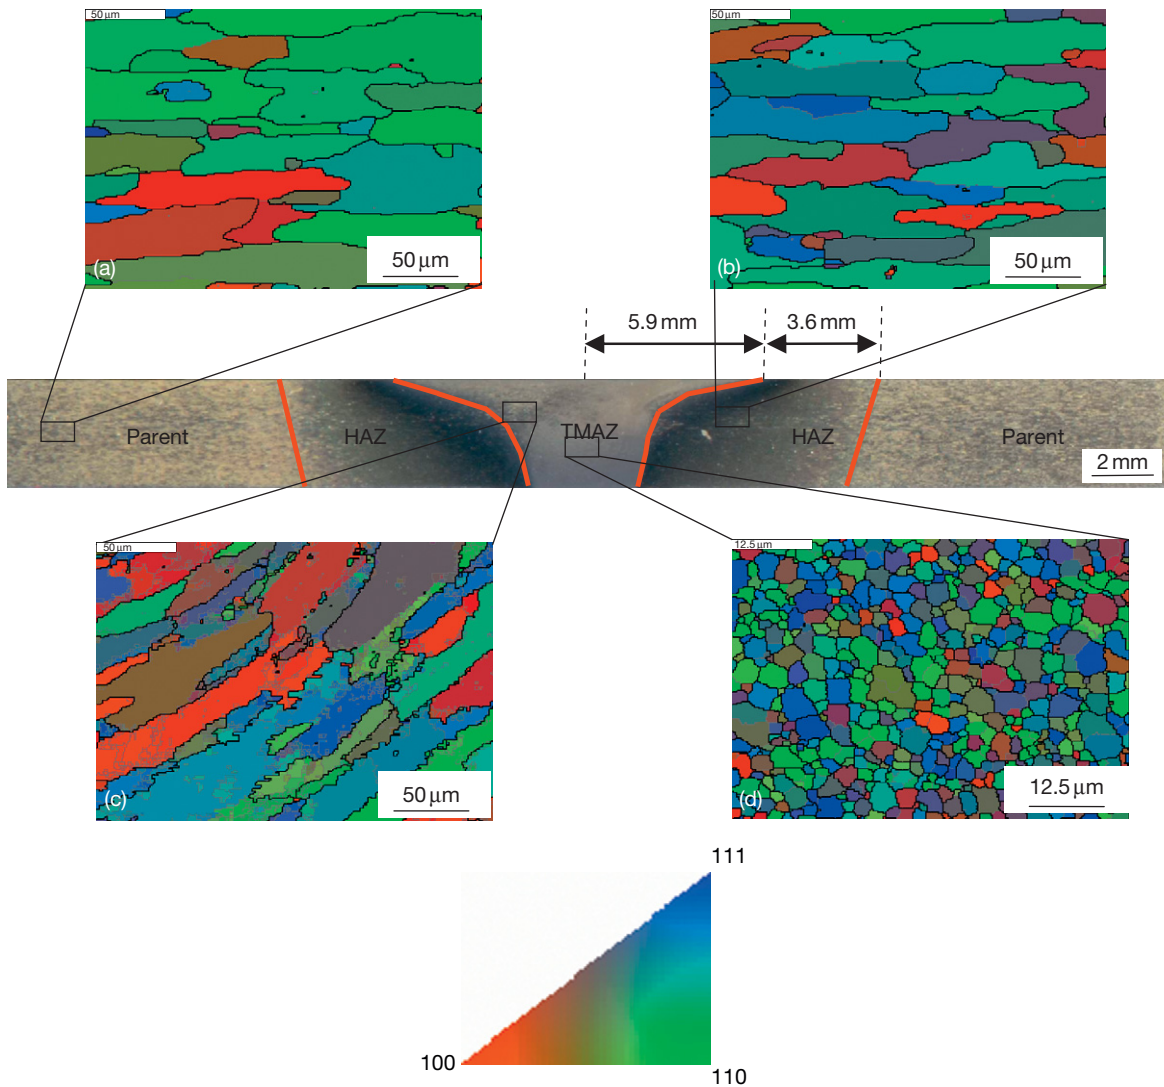 50 μm
50 μm
(a)
50 μm
(b)
50 μm
5.9 mm
3.6 mm
Parent
HAZ
TMAZ
HAZ
Parent
2 mm
50 μm
12.5 μm
(c)
50 μm
(d)
12.5 μm
111
100
110